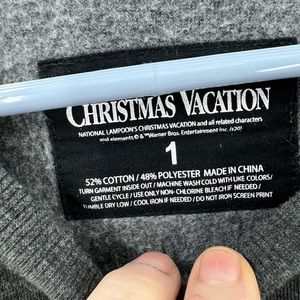 CHRISTMAS VACATION
NATIONAL LAMPOON'S CHRISTMAS VACATION and all related characters
and elements © & ™ Warner Bros. Entertainment Inc. (s20)
1
52% COTTON / 48% POLYESTER MADE IN CHINA
TURN GARMENT INSIDE OUT / MACHINE WASH COLD WITH LIKE COLORS/
GENTLE CYCLE / USE ONLY NON- CHLORINE BLEACH IF NEEDED /
TUMBLE DRY LOW / COOL IRON IF NEEDED / DO NOT IRON SCREEN PRINT